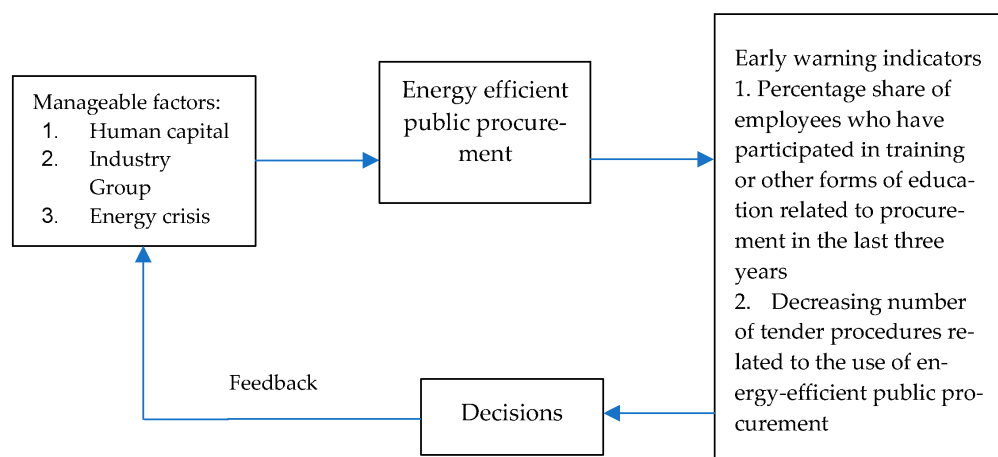 Manageable factors:
1. Human capital
2. Industry
Group
3. Energy crisis
Energy efficient
public procure-
ment
Early warning indicators
1. Percentage share of
employees who have
participated in training
or other forms of educa-
tion related to procure-
ment in the last three
years
2. Decreasing number
of tender procedures re-
lated to the use of en-
ergy-efficient public pro-
curement
Decisions
Feedback